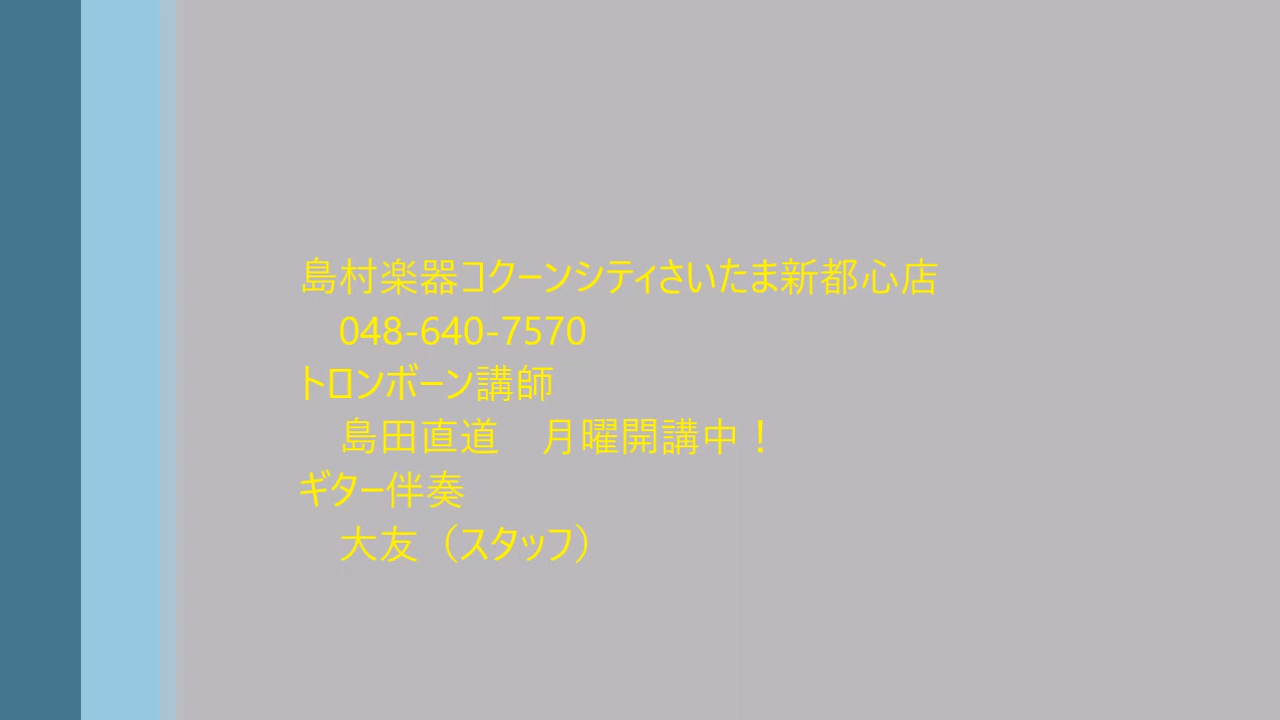 島村楽器コクーンシティさいたま新都心店
048-640-7570
トロンボーン講師
島田直道　月曜開講中！
ギター伴奏
大友（スタッフ）